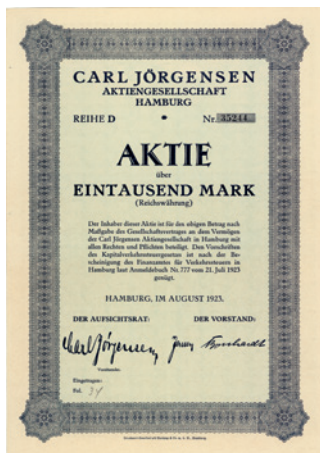 CARL JÖRGENSEN
AKTIENGESELLSCHAFT
HAMBURG
REIHE D * Nr. 35244
AKTIE
über
EINTAUSEND MARK
(Reichswährung)
Der Inhaber dieser Aktie ist für den obigen Betrag nach
Maßgabe des Gesellschaftsvertrages an dem Vermögen
der Carl Jörgensen Aktiengesellschaft in Hamburg mit
allen Rechten und Pflichten beteiligt. Den Vorschriften
des Kapitalverkehrsteuergesetzes ist nach der Be-
scheinigung des Finanzamtes für Verkehrssteuern in
Hamburg laut Anmeldebuch Nr. 777 vom 21. Juli 1923
genügt.
HAMBURG, IM AUGUST 1923.
DER AUFSICHTSRAT: DER VORSTAND:
Carl Jörgensen
Vorsitzender.
Eingetragen:
Fol. 34